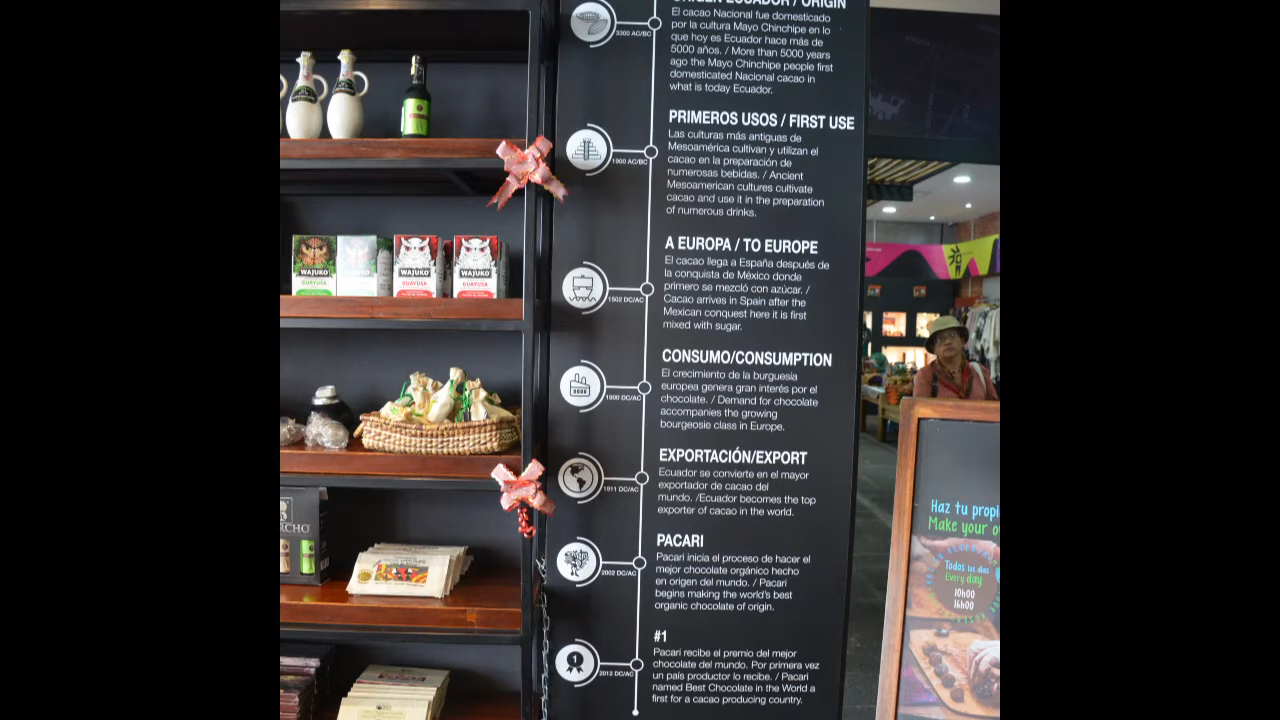 ORIGEN ECUADOR / ORIGIN
El cacao Nacional fue domesticado
por la cultura Mayo Chinchipe en lo
que hoy es Ecuador hace más de
5000 años. / More than 5000 years
ago the Mayo Chinchipe people first
domesticated Nacional cacao in
what is today Ecuador.
3300 AC/BC
PRIMEROS USOS / FIRST USE
Las culturas más antiguas de
Mesoamérica cultivan y utilizan el
cacao en la preparación de
numerosas bebidas. / Ancient
Mesoamerican cultures cultivate
cacao and use it in the preparation
of numerous drinks.
1900 AC/BC
A EUROPA / TO EUROPE
El cacao llega a España después de
la conquista de México donde
primero se mezcló con azúcar. /
Cacao arrives in Spain after the
Mexican conquest here it is first
mixed with sugar.
1502 DC/AC
CONSUMO/CONSUMPTION
El crecimiento de la burguesía
europea genera gran interés por el
chocolate. / Demand for chocolate
accompanies the growing
bourgeosie class in Europe.
1900 DC/AC
EXPORTACIÓN/EXPORT
Ecuador se convierte en el mayor
exportador de cacao del
mundo. /Ecuador becomes the top
exporter of cacao in the world.
1911 DC/AC
PACARI
Pacari inicia el proceso de hacer el
mejor chocolate orgánico hecho
en origen del mundo. / Pacari
begins making the world's best
organic chocolate of origin.
2002 DC/AC
#1
Pacari recibe el premio del mejor
chocolate del mundo. Por primera vez
un país productor lo recibe. / Pacari
named Best Chocolate in the World a
first for a cacao producing country.
1
2012 DC/AC
WAJUKO
GUAYUSA
WAJUKO
WAJUKO
GUAYUSA
WAJUKO
GUAYUSA
RCHO
Haz tu propi
Make your o
Todos los días
Every day
10h00
16h00